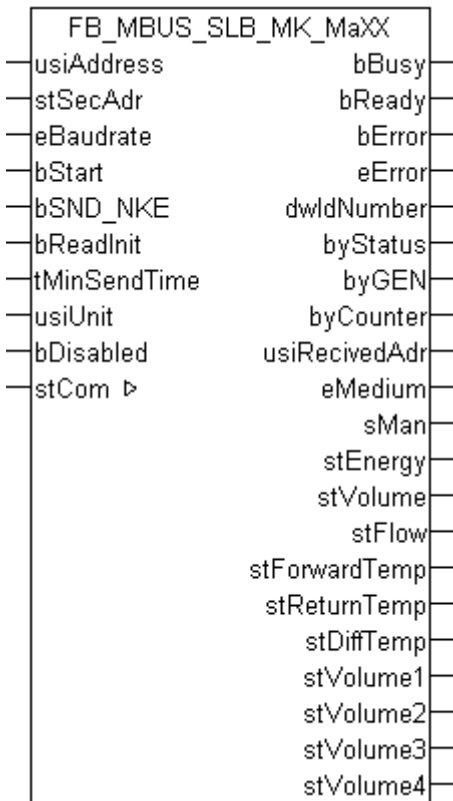 FB_MBUS_SLB_MK_MaXX
usiAddress bBusy
stSecAdr bReady
eBaudrate bError
bStart eError
bSND_NKE dwIdNumber
bReadInit byStatus
tMinSendTime byGEN
usiUnit byCounter
bDisabled usiRecivedAdr
stCom ▷ eMedium
sMan
stEnergy
stVolume
stFlow
stForwardTemp
stReturnTemp
stDiffTemp
stVolume1
stVolume2
stVolume3
stVolume4